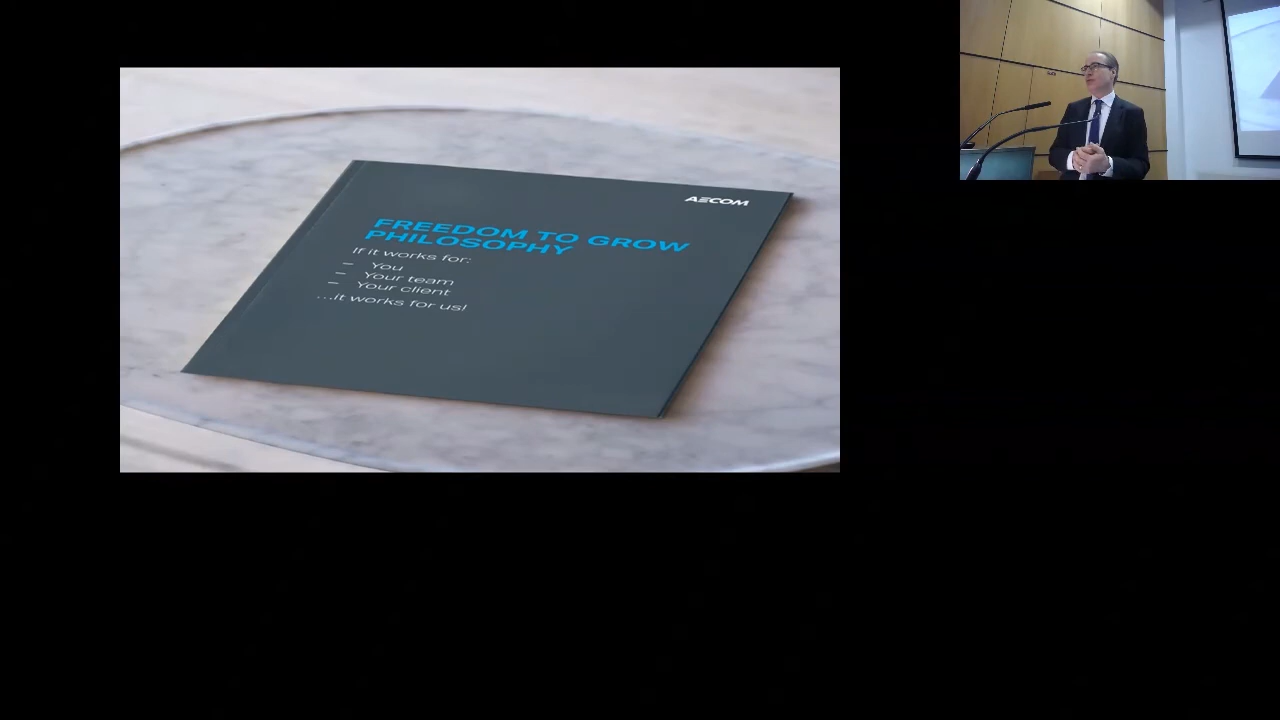 AECOM
FREEDOM TO GROW
PHILOSOPHY
If it works for:
– You
– Your team
– Your client
...it works for us!